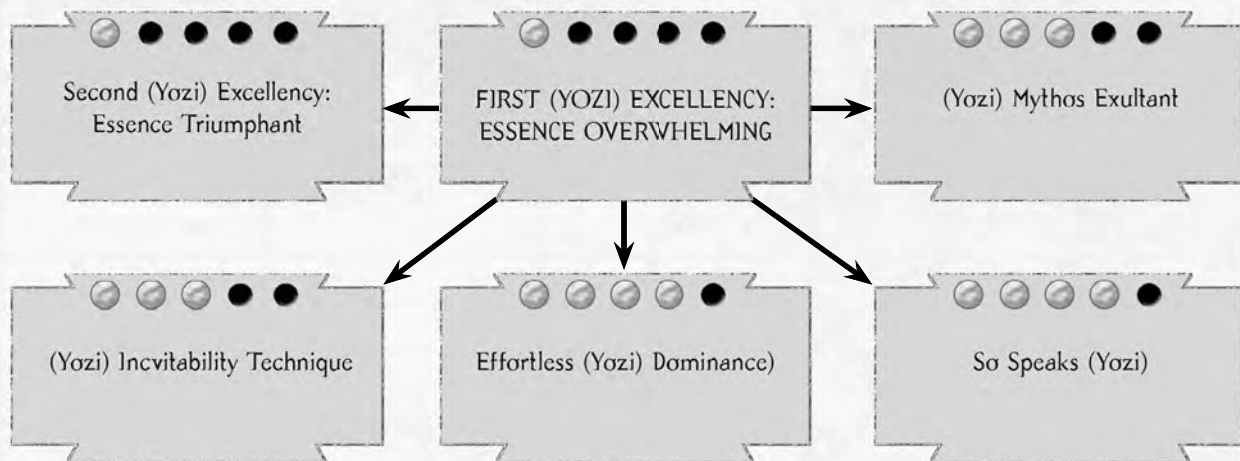 Second (Yozi) Excellency:
Essence Triumphant
FIRST (YOZI) EXCELLENCY:
ESSENCE OVERWHELMING
(Yozi) Mythos Exultant
(Yozi) Inevitability Technique
Effortless (Yozi) Dominance)
So Speaks (Yozi)